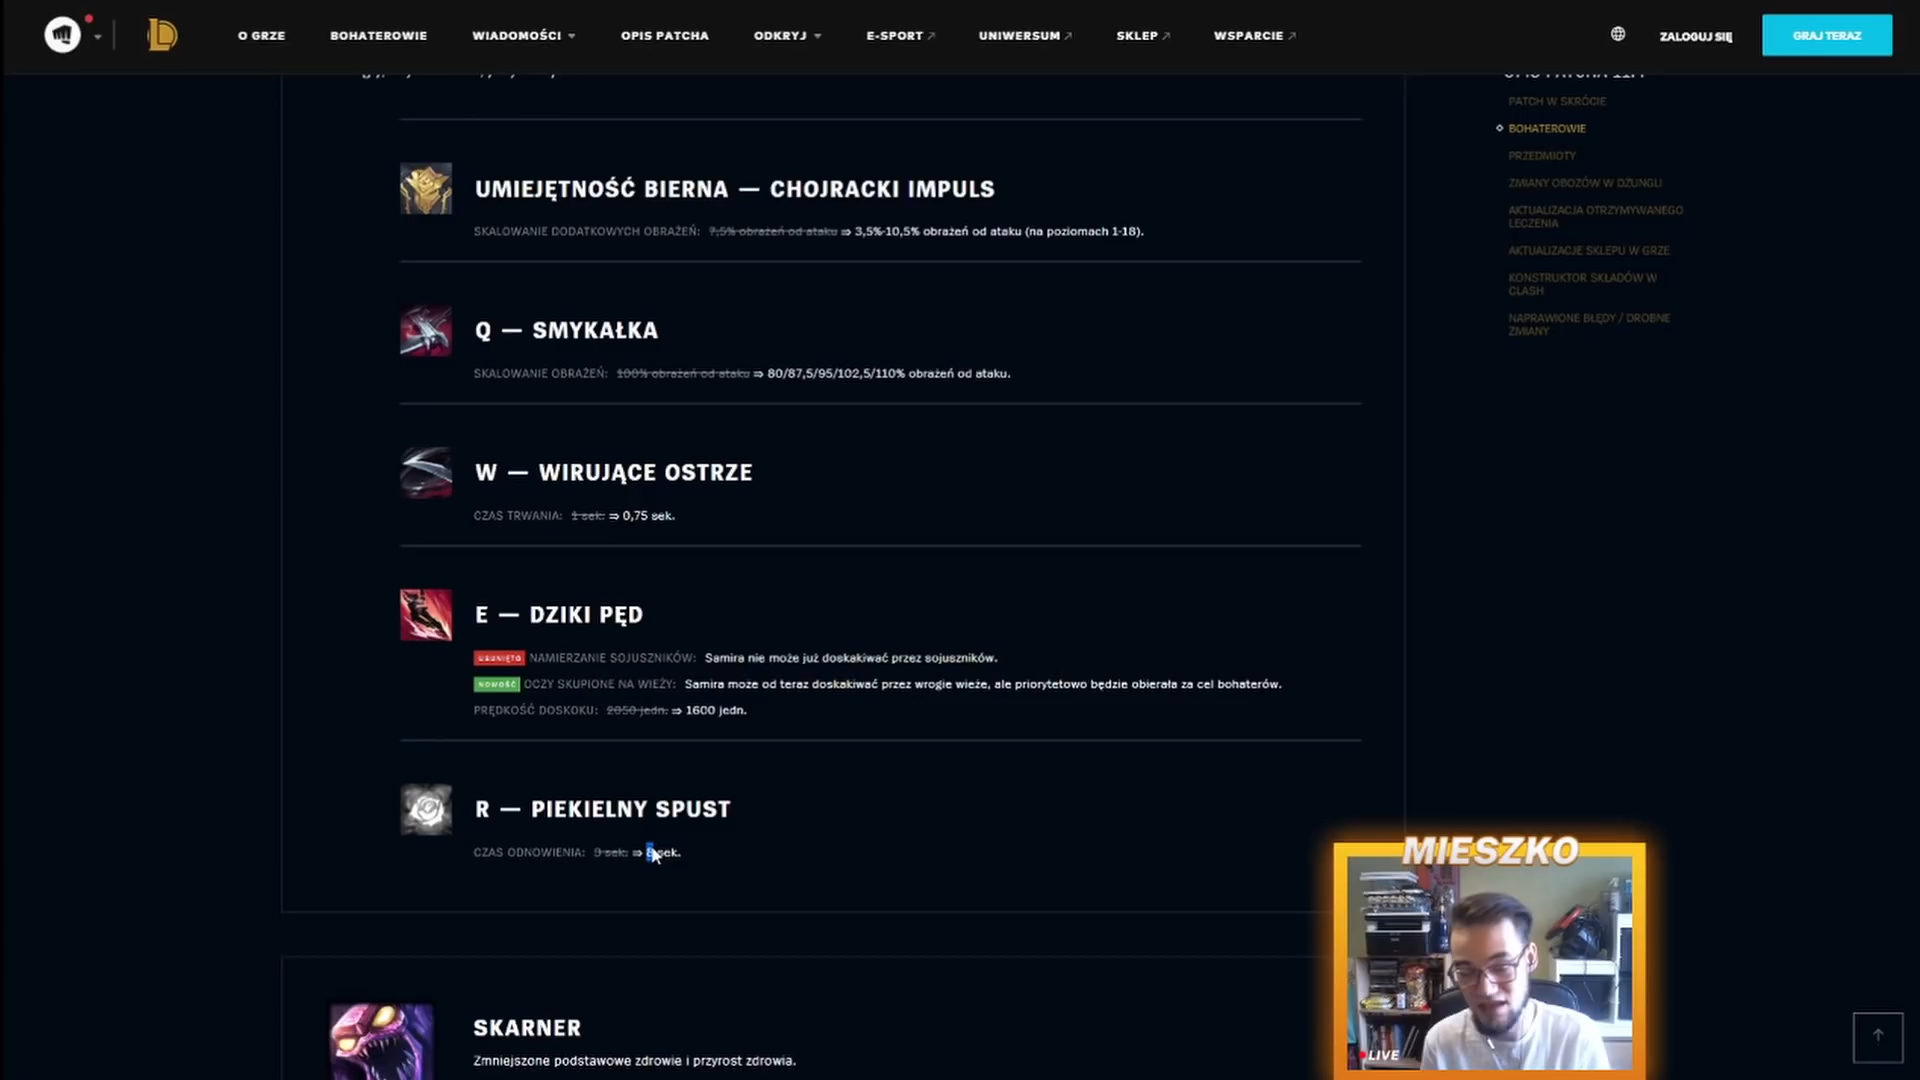 O GRZE
BOHATEROWIE
WIADOMOŚCI
OPIS PATCHA
ODKRYJ
E-SPORT
UNIWERSUM
SKLEP
WSPARCIE
ZALOGUJ SIĘ
GRAJ TERAZ
PATCH W SKRÓCIE
BOHATEROWIE
PRZEDMIOTY
ZMIANY OBOZÓW W DŻUNGLI
AKTUALIZACJA OTRZYMYWANEGO
LECZENIA
AKTUALIZACJE SKLEPU W GRZE
KONSTRUKTOR SKŁADÓW W
CLASH
NAPRAWIONE BŁĘDY / DROBNE
ZMIANY
UMIEJĘTNOŚĆ BIERNA — CHOJRACKI IMPULS
SKALOWANIE DODATKOWYCH OBRAŻEŃ: 7,5% obrażeń od ataku ⇒ 3,5%-10,5% obrażeń od ataku (na poziomach 1-18).
Q — SMYKAŁKA
SKALOWANIE OBRAŻEŃ: 100% obrażeń od ataku ⇒ 80/87,5/95/102,5/110% obrażeń od ataku.
W — WIRUJĄCE OSTRZE
CZAS TRWANIA: 1 sek. ⇒ 0,75 sek.
E — DZIKI PĘD
USUNIĘTO NAMIERZANIE SOJUSZNIKÓW: Samira nie może już doskakiwać przez sojuszników.
NOWOŚĆ OCZY SKUPIONE NA WIEŻY: Samira może od teraz doskakiwać przez wrogie wieże, ale priorytetowo będzie obierała za cel bohaterów.
PRĘDKOŚĆ DOSKOKU: 2050 jedn. ⇒ 1600 jedn.
R — PIEKIELNY SPUST
CZAS ODNOWIENIA: 3 sek. ⇒ sek.
MIESZKO
LIVE
SKARNER
Zmniejszone podstawowe zdrowie i przyrost zdrowia.